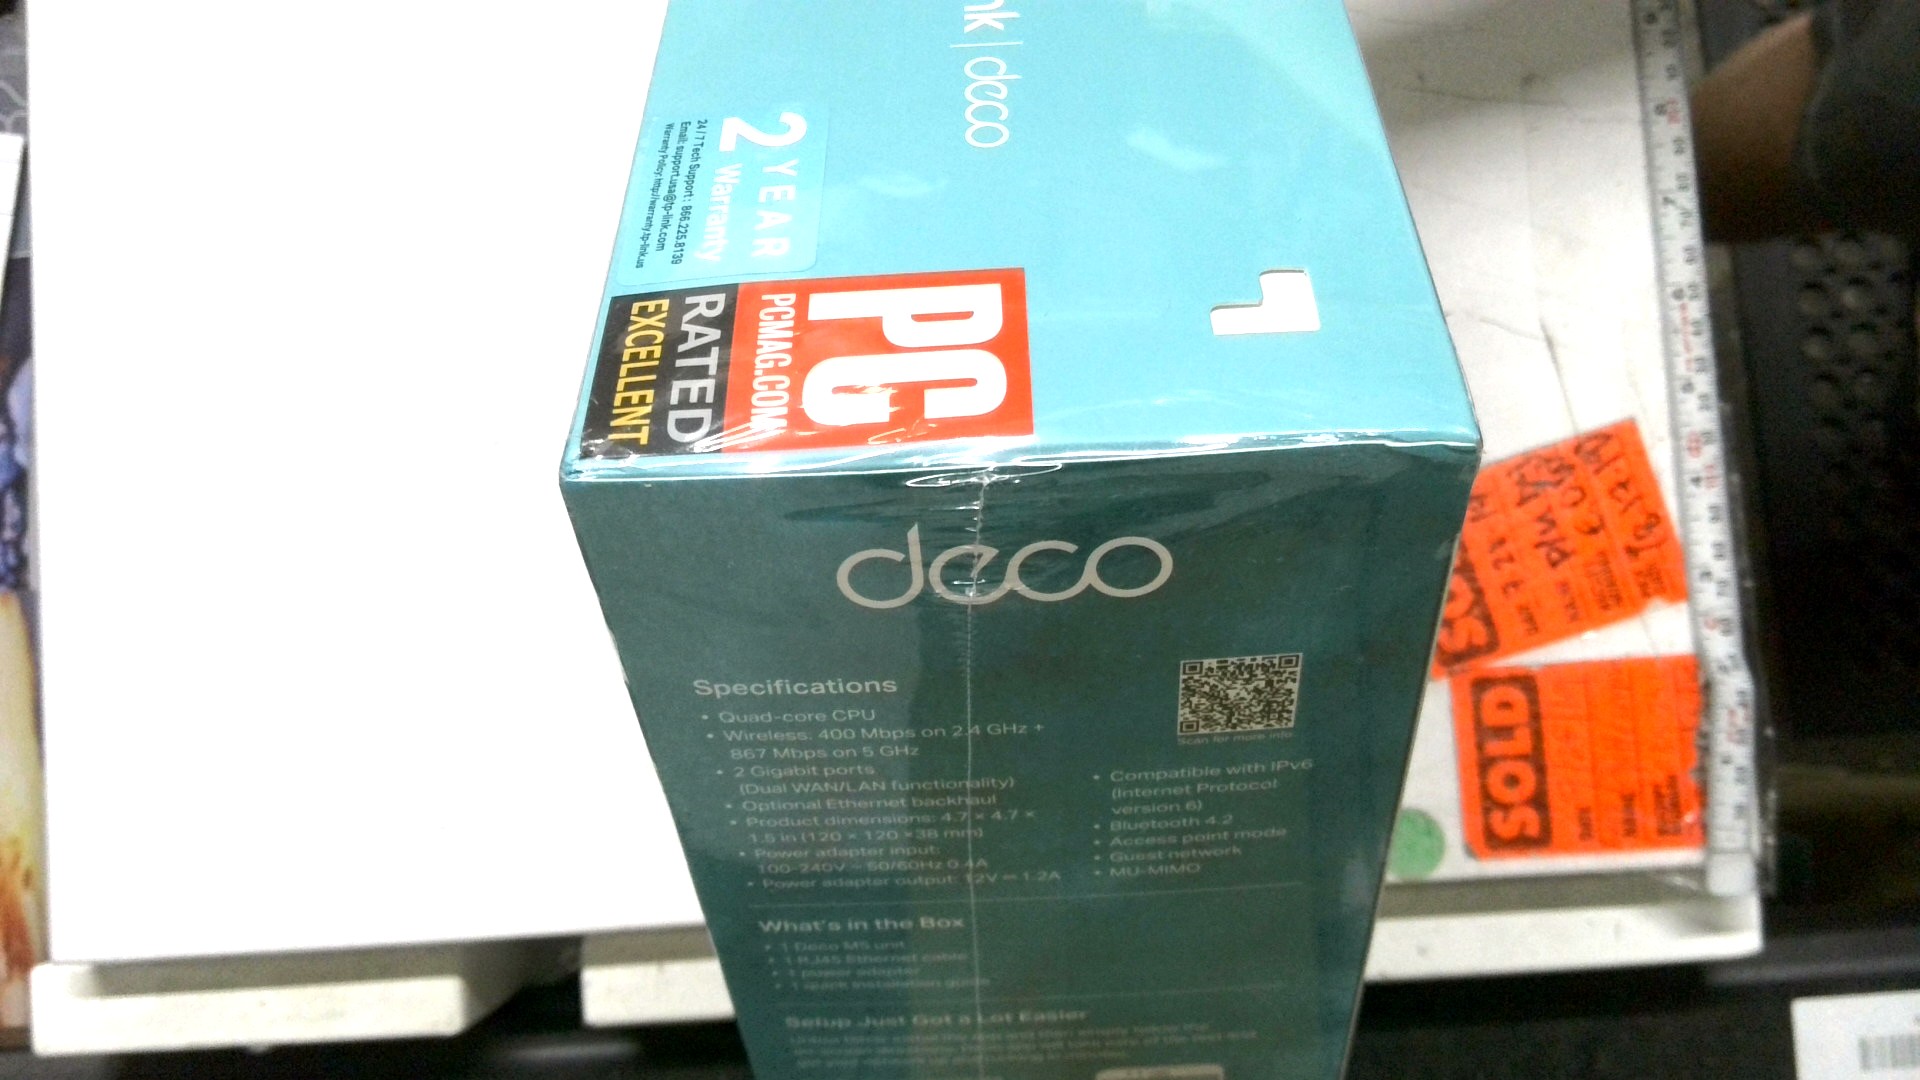 nk | deco
2 YEAR
Warranty
24/7 Tech Support: 866.225.8139
Email: support.usa@tp-link.com
Warranty Policy: http://warranty.tp-link.us
PC
PCMAG.COM
RATED
EXCELLENT
deco
Specifications
• Quad-core CPU
• Wireless: 400 Mbps on 2.4 GHz +
867 Mbps on 5 GHz
• 2 Gigabit ports
(Dual WAN/LAN functionality)
• Optional Ethernet backhaul
• Product dimensions: 4.7 × 4.7 ×
1.5 in (120 × 120 ×38 mm)
• Power adapter input:
100-240V ~ 50/60Hz 0.4A
• Power adapter output: 12V ⎓ 1.2A
Scan for more info
• Compatible with IPv6
(Internet Protocol
version 6)
• Bluetooth 4.2
• Access point mode
• Guest network
• MU-MIMO
What's in the Box
• 1 Deco M5 unit
• 1 RJ45 Ethernet cable
• 1 power adapter
• 1 quick installation guide
Setup Just Got a Lot Easier
SOLD
DATE
NAME